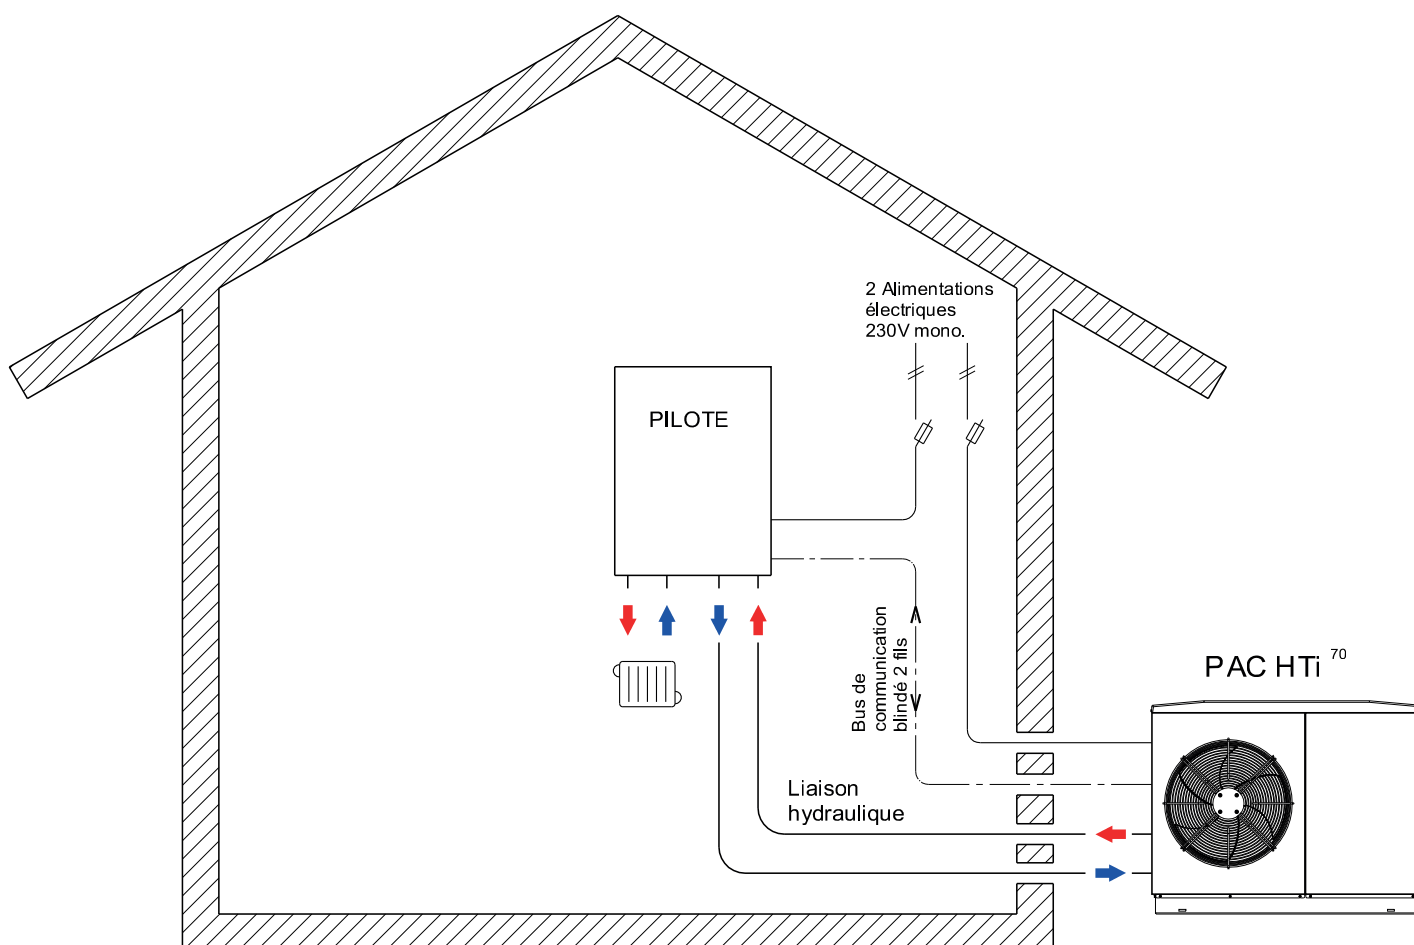 2 Alimentations
électriques
230V mono.
PILOTE
Bus de
communication
blindé 2 fils
PAC HTi 70
Liaison
hydraulique